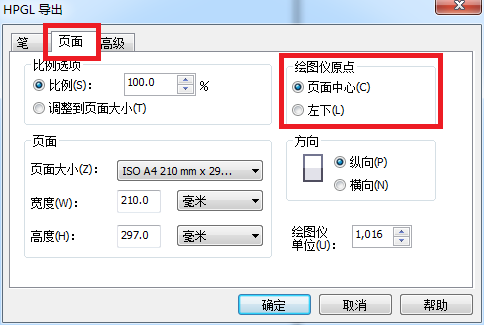 HPGL 导出
笔 页面 高级
比例选项
比例(S): 100.0 %
调整到页面大小(T)
绘图仪原点
页面中心(C)
左下(L)
页面
页面大小(Z): ISO A4 210 mm x 29...
宽度(W): 210.0 毫米
高度(H): 297.0 毫米
方向
纵向(P)
横向(N)
绘图仪
单位(U): 1,016
确定 取消 帮助